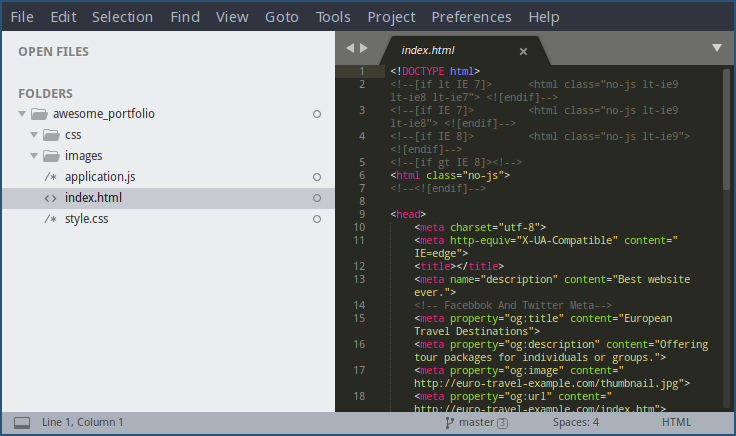 File Edit Selection Find View Goto Tools Project Preferences Help
OPEN FILES
FOLDERS
awesome_portfolio
css
images
/* application.js
<> index.html
/* style.css
index.html ×
1 <!DOCTYPE html>
2 <!--[if lt IE 7]> <html class="no-js lt-ie9
lt-ie8 lt-ie7"> <![endif]-->
3 <!--[if IE 7]> <html class="no-js lt-ie9
lt-ie8"> <![endif]-->
4 <!--[if IE 8]> <html class="no-js lt-ie9">
<![endif]-->
5 <!--[if gt IE 8]><!-->
6 <html class="no-js">
7 <!--<![endif]-->
8
9 <head>
10 <meta charset="utf-8">
11 <meta http-equiv="X-UA-Compatible" content="
IE=edge">
12 <title></title>
13 <meta name="description" content="Best website
ever.">
14 <!-- Facebbok And Twitter Meta-->
15 <meta property="og:title" content="European
Travel Destinations">
16 <meta property="og:description" content="Offering
tour packages for individuals or groups.">
17 <meta property="og:image" content="
http://euro-travel-example.com/thumbnail.jpg">
18 <meta property="og:url" content="
http://euro-travel-example.com/index.htm">
Line 1, Column 1 master 3 Spaces: 4 HTML